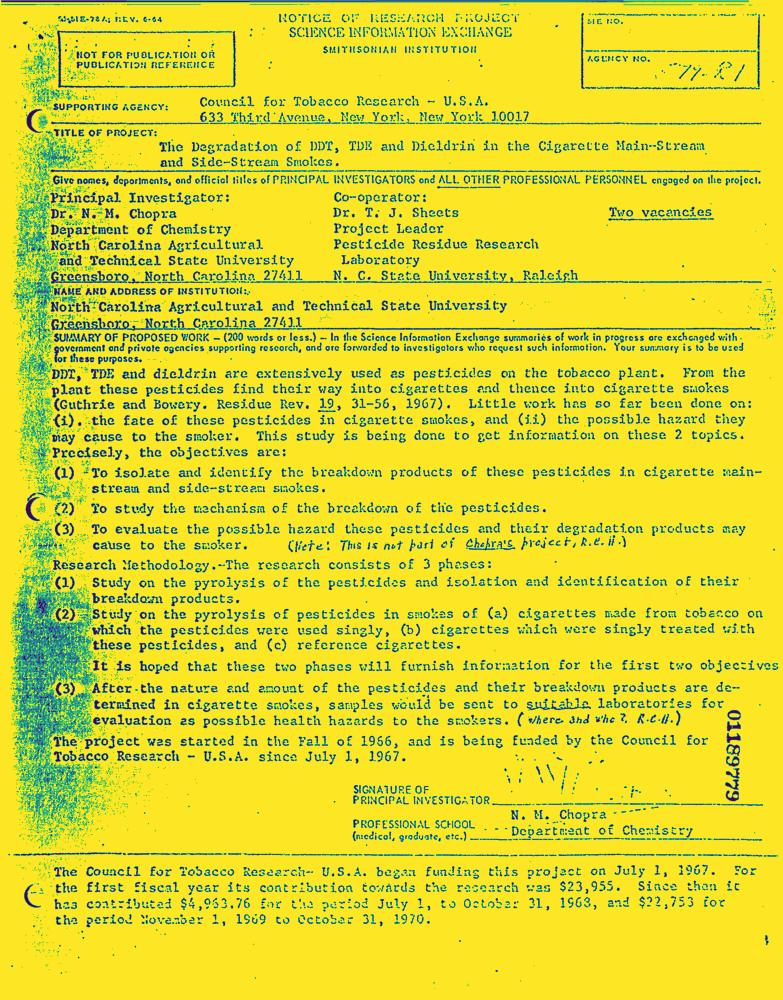 NOTICE OF RESEARCH PROJECT
SCIENCE INFORMATION EXCHANGE
SMITHSONIAN INSTITUTION
REV. 6-64
NOT FOR PUBLICATION OR
PUBLICATION REFERENCE
SIE NO.
AGENCY NO.
SUPPORTING AGENCY:
Council for Tobacco Research - U.S.A.
633 Third Avenue, New York, New York 10017
TITLE OF PROJECT:
The Degradation of DDT, TDE and Dieldrin in the Cigarette Main-Stream
and Side-Stream Smokes.
Give names, departments, and official titles of PRINCIPAL INVESTIGATORS and ALL OTHER PROFESSIONAL PERSONNEL engaged on the project.
Principal Investigator: Co-operator:
Dr. N. M. Chopra Dr. T. J. Sheets Two vacancies
Department of Chemistry Project Leader
North Carolina Agricultural Pesticide Residue Research
and Technical State University Laboratory
Greensboro, North Carolina 27411 N. C. State University, Raleigh
NAME AND ADDRESS OF INSTITUTION:
North Carolina Agricultural and Technical State University
Greensboro, North Carolina 27411
SUMMARY OF PROPOSED WORK - (200 words or less.) - In the Science Information Exchange summaries of work in progress are exchanged with
government and private agencies supporting research, and are forwarded to investigators who request such information. Your summary is to be used
for these purposes.
DDT, TDE and dieldrin are extensively used as pesticides on the tobacco plant. From the
plant these pesticides find their way into cigarettes and thence into cigarette smokes
(Guthrie and Bowery. Residue Rev. 19, 31-56, 1967). Little work has so far been done on:
(i). the fate of these pesticides in cigarette smokes, and (ii) the possible hazard they
may cause to the smoker. This study is being done to get information on these 2 topics.
Precisely, the objectives are:
(1) To isolate and identify the breakdown products of these pesticides in cigarette main-
stream and side-stream smokes.
(2) To study the mechanism of the breakdown of the pesticides.
(3) To evaluate the possible hazard these pesticides and their degradation products may
cause to the smoker. (Note: This is not part of Chopra's project, R.C.H.)
Research Methodology.--The research consists of 3 phases:
(1) Study on the pyrolysis of the pesticides and isolation and identification of their
breakdown products.
(2) Study on the pyrolysis of pesticides in smokes of (a) cigarettes made from tobacco on
which the pesticides were used singly, (b) cigarettes which were singly treated with
these pesticides, and (c) reference cigarettes.
It is hoped that these two phases will furnish information for the first two objectives
(3) After the nature and amount of the pesticides and their breakdown products are de-
termined in cigarette smokes, samples would be sent to suitable laboratories for
evaluation as possible health hazards to the smokers. (where and who?, R.C.H.)
The project was started in the Fall of 1966, and is being funded by the Council for
Tobacco Research - U.S.A. since July 1, 1967.
01189779
SIGNATURE OF
PRINCIPAL INVESTIGATOR
N. M. Chopra
PROFESSIONAL SCHOOL Department of Chemistry
(medical, graduate, etc.)
The Council for Tobacco Research- U.S.A. began funding this project on July 1, 1967. For
the first fiscal year its contribution towards the research was $23,955. Since then it
has contributed $4,963.76 for the period July 1, to October 31, 1968, and $22,753 for
the period November 1, 1969 to October 31, 1970.